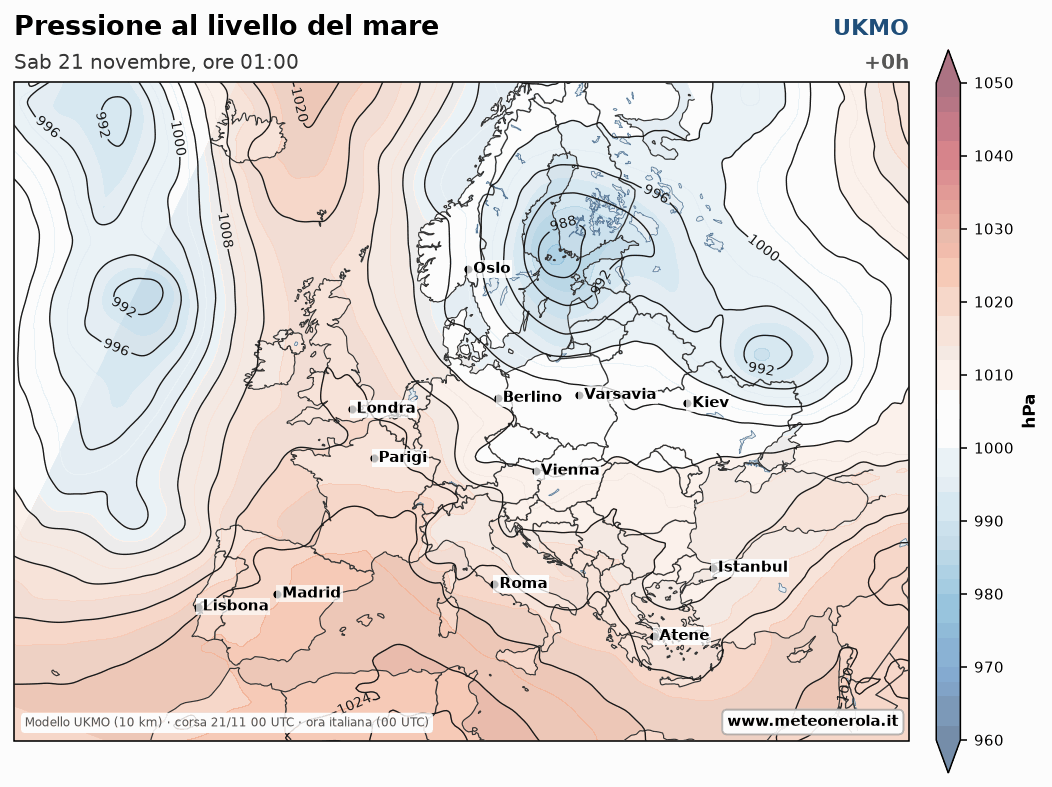 Pressione al livello del mare
UKMO
Sab 21 novembre, ore 01:00
+0h
1020
996
992
1000
1008
992
996
988
996
992
1000
992
Oslo
Berlino
Varsavia
Kiev
Londra
Parigi
Vienna
Istanbul
Roma
Madrid
Lisbona
Atene
1024
1020
Modello UKMO (10 km) · corsa 21/11 00 UTC · ora italiana (00 UTC)
www.meteonerola.it
1050
1040
1030
1020
1010
1000
990
980
970
960
hPa